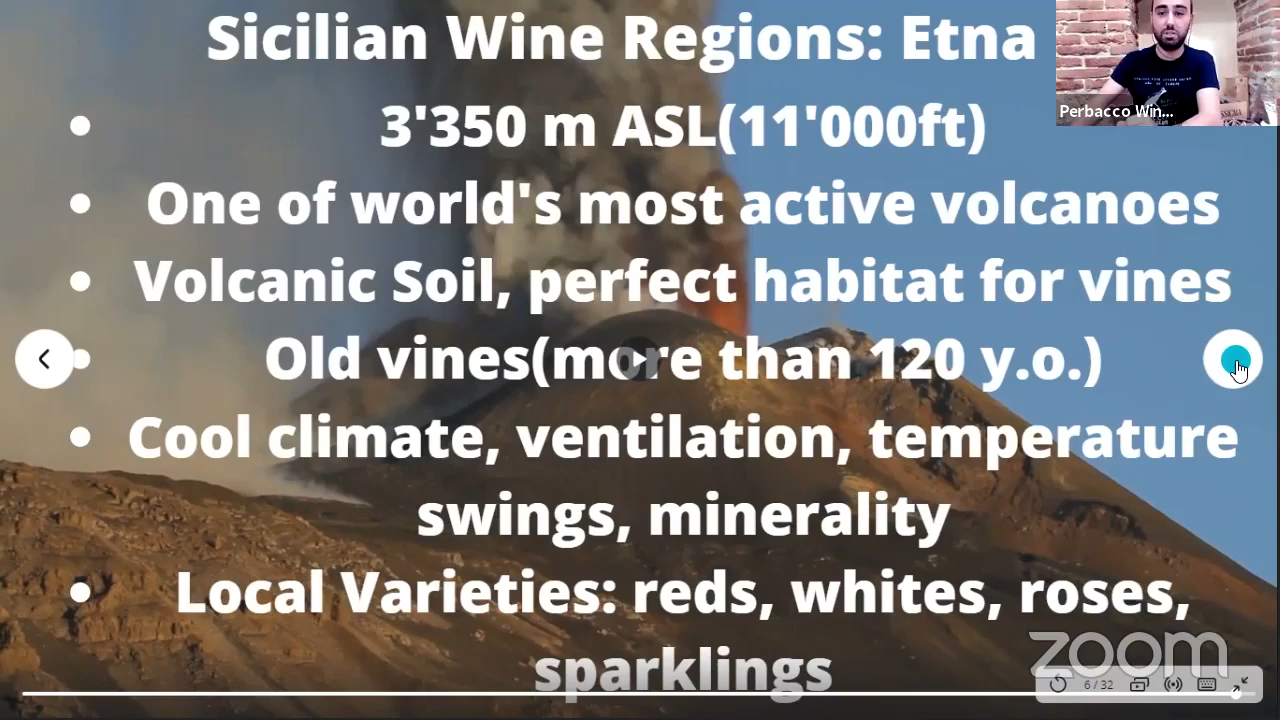 Sicilian Wine Regions: Etna
3'350 m ASL(11'000ft)
One of world's most active volcanoes
Volcanic Soil, perfect habitat for vines
Old vines(more than 120 y.o.)
Cool climate, ventilation, temperature
swings, minerality
Local Varieties: reds, whites, roses,
sparklings
Perbacco Win...
zoom
6 / 32